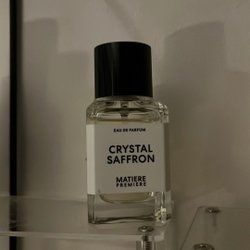 EAU DE PARFUM
CRYSTAL
SAFFRON
MATIERE
PREMIERE